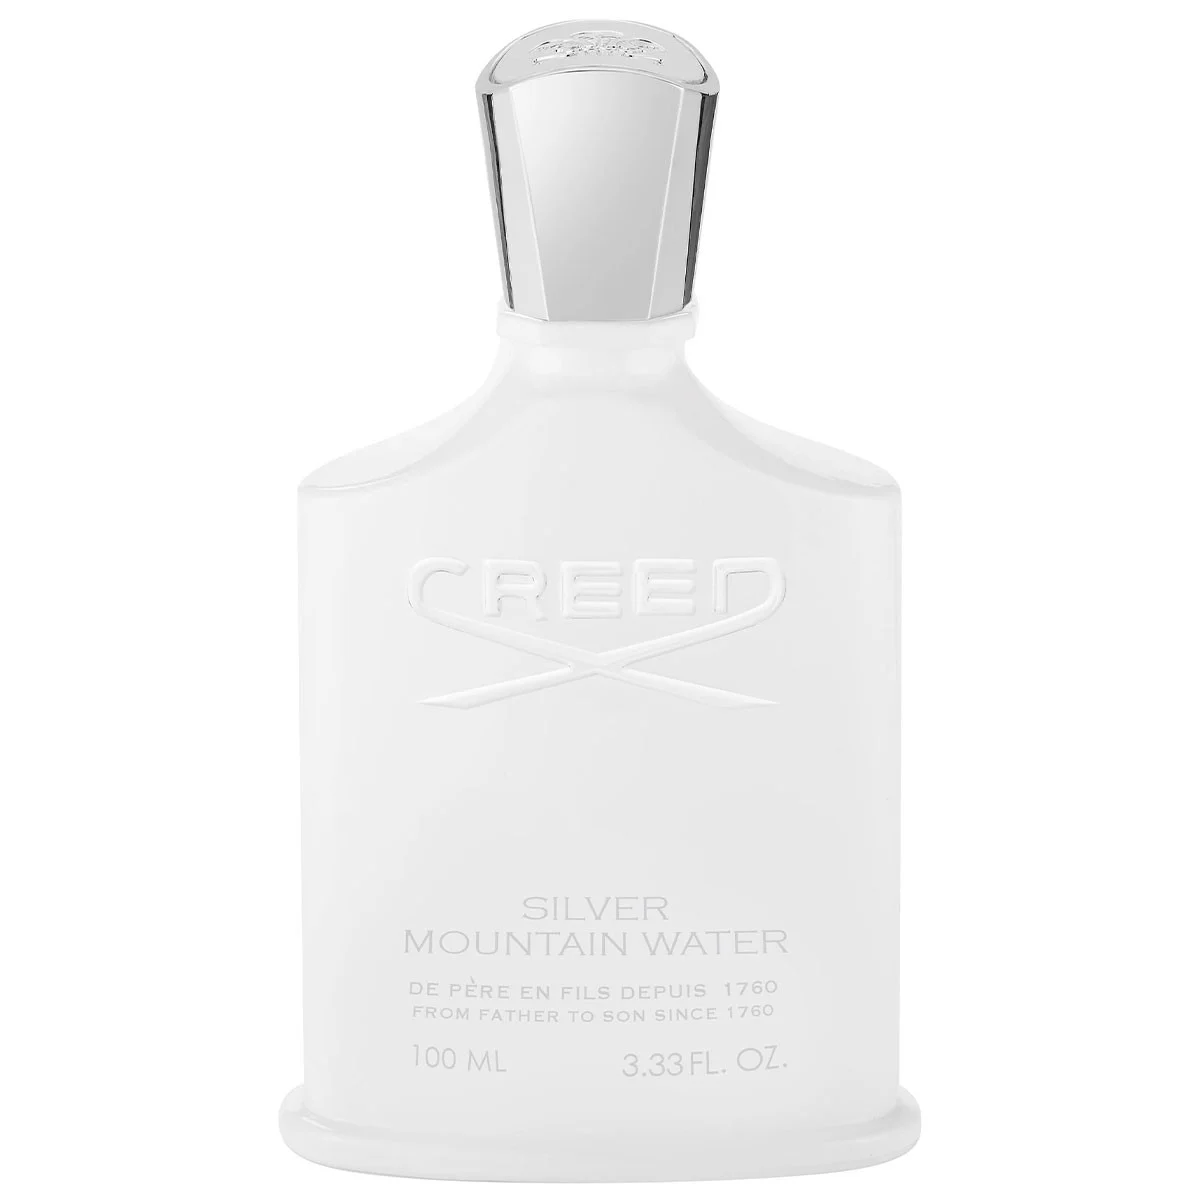 CREED
SILVER
MOUNTAIN WATER
DE PÈRE EN FILS DEPUIS 1760
FROM FATHER TO SON SINCE 1760
100 ML 3.33FL. OZ.